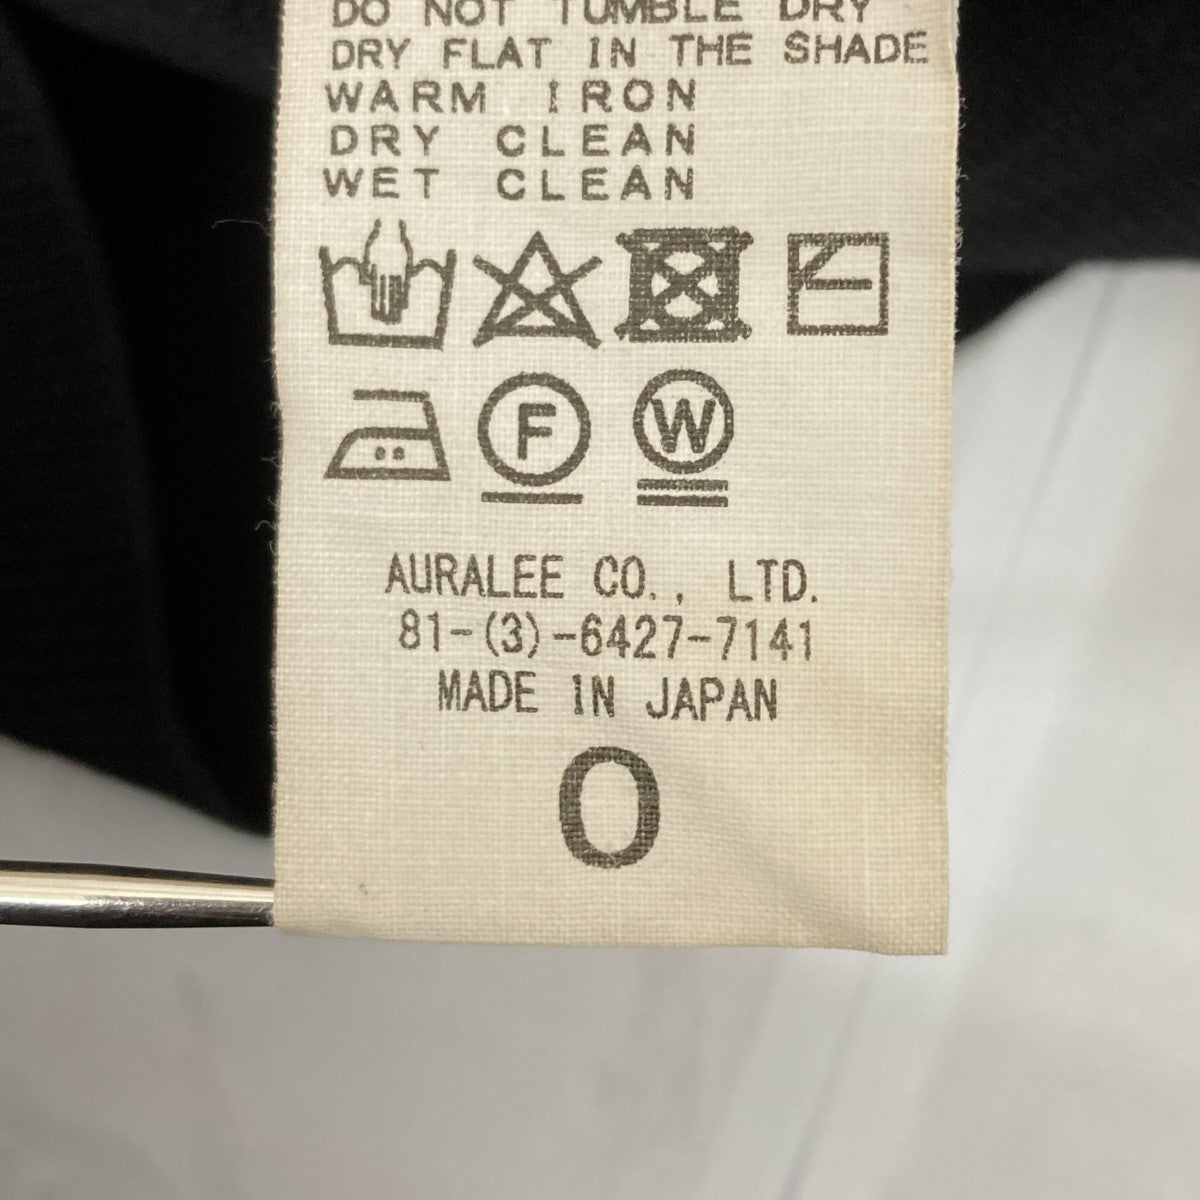 DO NOT TUMBLE DRY
DRY FLAT IN THE SHADE
WARM IRON
DRY CLEAN
WET CLEAN
F
W
AURALEE CO., LTD.
81-(3)-6427-7141
MADE IN JAPAN
0